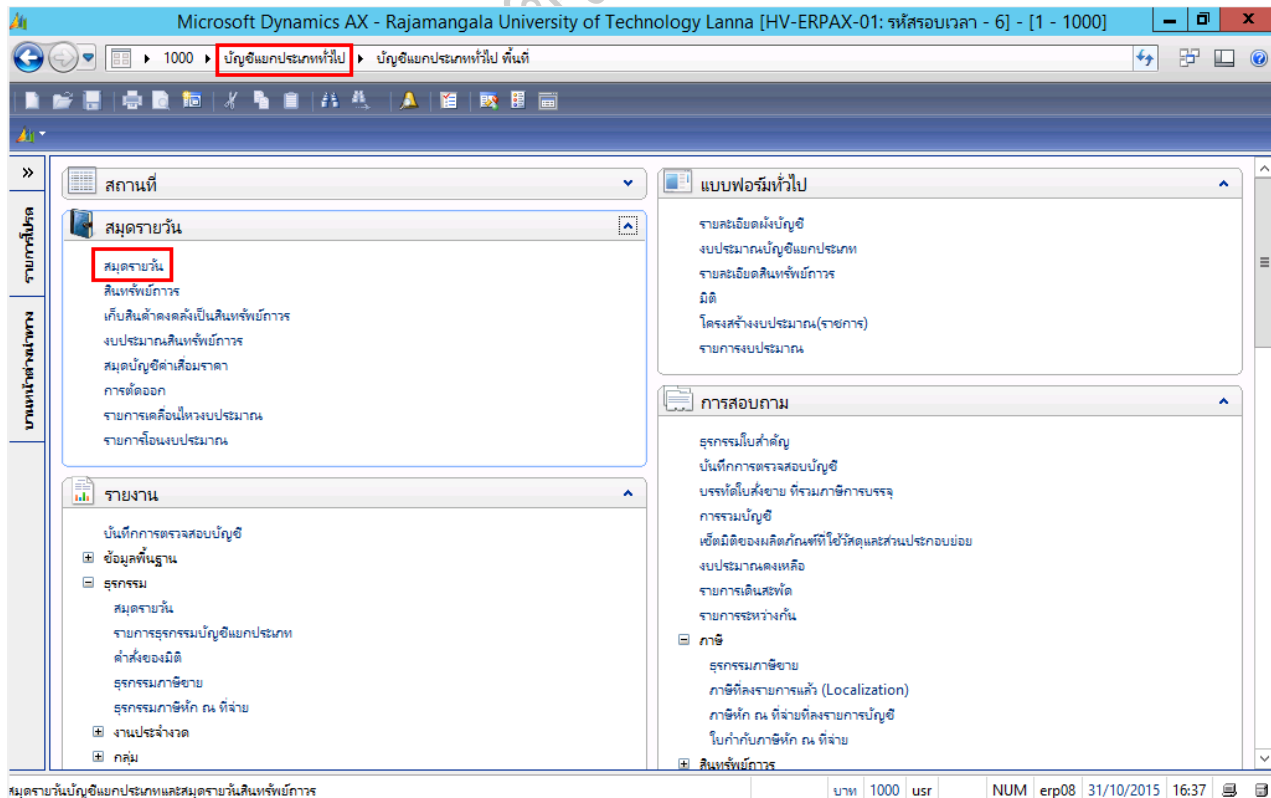 Microsoft Dynamics AX - Rajamangala University of Technology Lanna [HV-ERPAX-01: รหัสรอบเวลา - 6] - [1 - 1000]
1000 บัญชีแยกประเภททั่วไป บัญชีแยกประเภททั่วไป พื้นที่
รายการโปรด
บานหน้าต่างนำทาง
สถานที่
สมุดรายวัน
สมุดรายวัน
สินทรัพย์ถาวร
เก็บสินค้าคงคลังเป็นสินทรัพย์ถาวร
งบประมาณสินทรัพย์ถาวร
สมุดบัญชีค่าเสื่อมราคา
การตัดออก
รายการเคลื่อนไหวงบประมาณ
รายการโอนงบประมาณ
รายงาน
บันทึกการตรวจสอบบัญชี
ข้อมูลพื้นฐาน
ธุรกรรม
สมุดรายวัน
รายการธุรกรรมบัญชีแยกประเภท
คำสั่งของมิติ
ธุรกรรมภาษีขาย
ธุรกรรมภาษีหัก ณ ที่จ่าย
งานประจำงวด
กลุ่ม
แบบฟอร์มทั่วไป
รายละเอียดผังบัญชี
งบประมาณบัญชีแยกประเภท
รายละเอียดสินทรัพย์ถาวร
มิติ
โครงสร้างงบประมาณ(ราชการ)
รายการงบประมาณ
การสอบถาม
ธุรกรรมใบสำคัญ
บันทึกการตรวจสอบบัญชี
บรรทัดใบสั่งขาย ที่รวมภาษีการบรรจุ
การรวมบัญชี
เซ็ตมิติของผลิตภัณฑ์ที่ใช้วัสดุและส่วนประกอบย่อย
งบประมาณคงเหลือ
รายการเดินสะพัด
รายการระหว่างกัน
ภาษี
ธุรกรรมภาษีขาย
ภาษีที่ลงรายการแล้ว (Localization)
ภาษีหัก ณ ที่จ่ายที่ลงรายการบัญชี
ใบกำกับภาษีหัก ณ ที่จ่าย
สินทรัพย์ถาวร
สมุดรายวันบัญชีแยกประเภทและสมุดรายวันสินทรัพย์ถาวร
บาท 1000 usr NUM erp08 31/10/2015 16:37